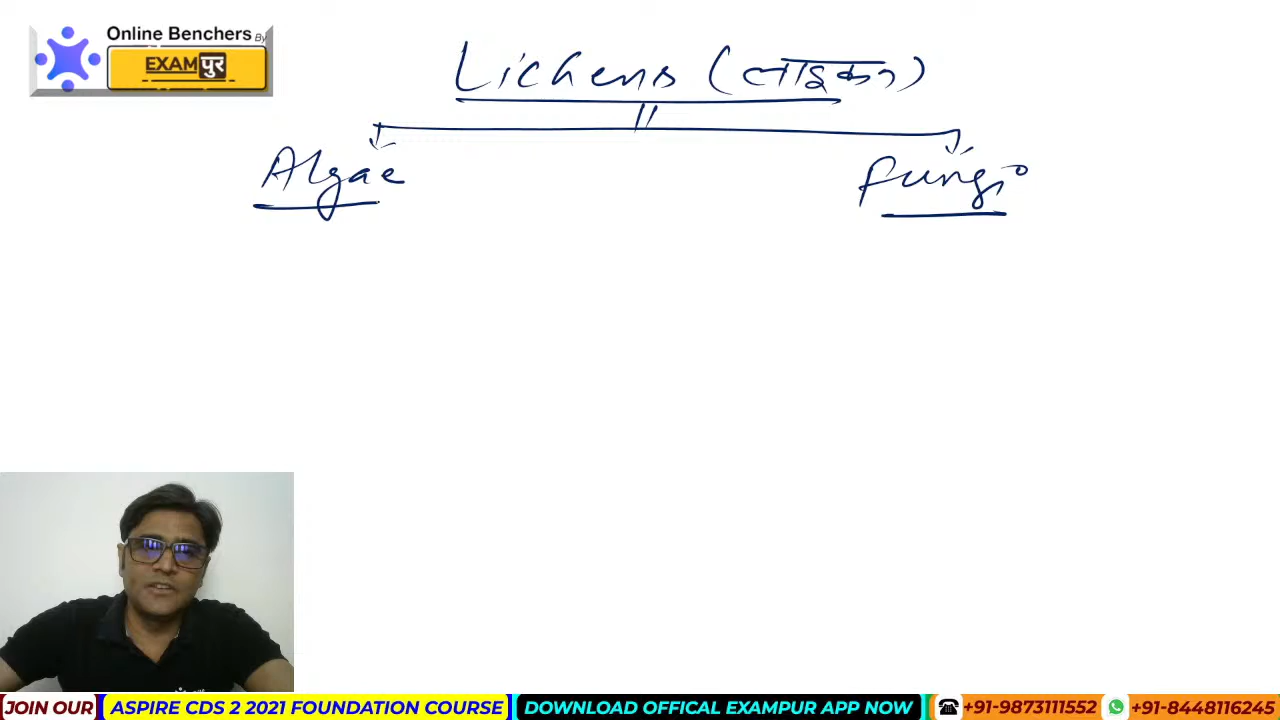 Online Benchers By
EXAMपुर
Lichens (लाइकन)
Algae
Fungi
JOIN OUR ASPIRE CDS 2 2021 FOUNDATION COURSE DOWNLOAD OFFICAL EXAMPUR APP NOW +91-9873111552 +91-8448116245